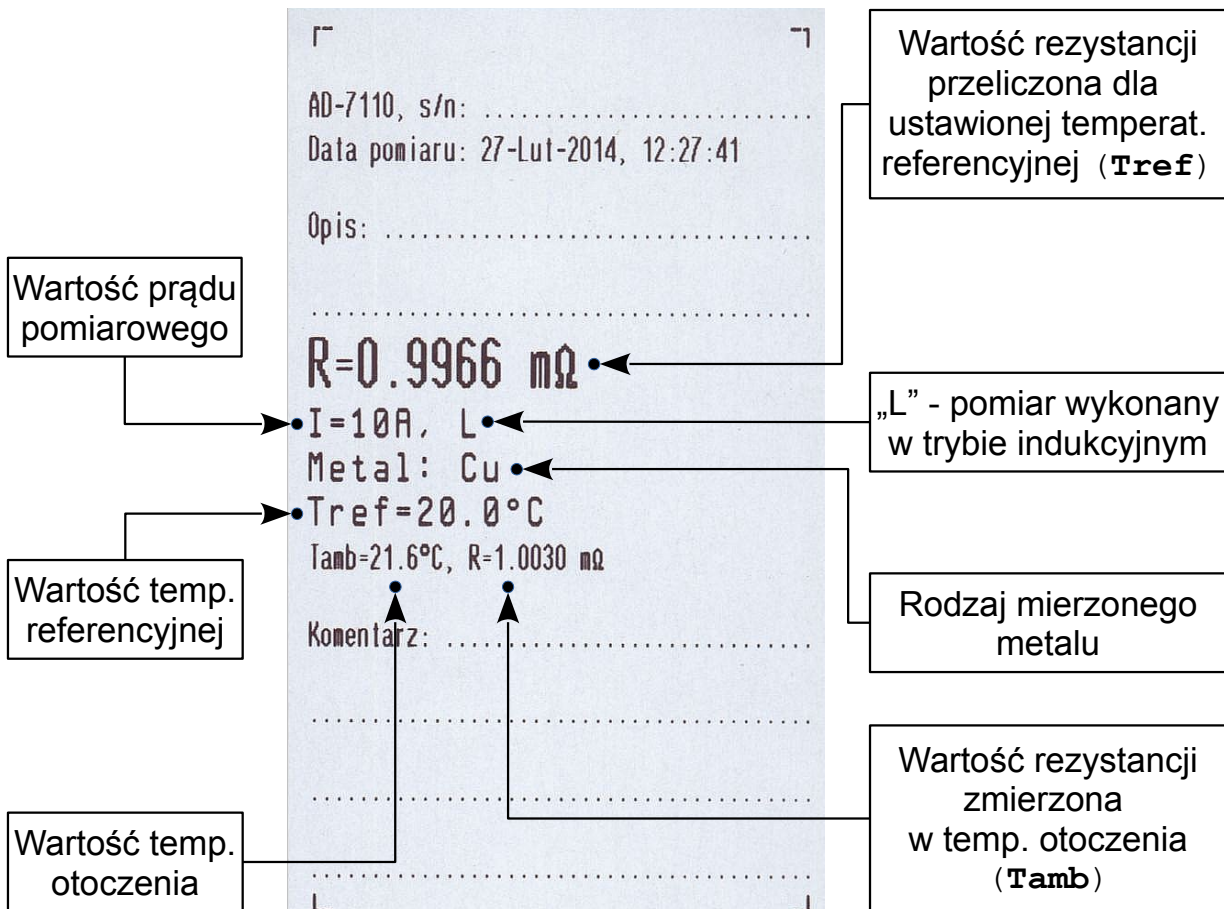 AD-7110, s/n: ..............................
Data pomiaru: 27-Lut-2014, 12:27:41
Opis: ........................................
................................................
R=0.9966 mΩ
I=10A, L
Metal: Cu
Tref=20.0°C
Tamb=21.6°C, R=1.0030 mΩ
Komentarz: ..................................
................................................
................................................
................................................
Wartość prądu
pomiarowego
Wartość temp.
referencyjnej
Wartość temp.
otoczenia
Wartość rezystancji
przeliczona dla
ustawionej temperat.
referencyjnej (Tref)
„L” - pomiar wykonany
w trybie indukcyjnym
Rodzaj mierzonego
metalu
Wartość rezystancji
zmierzona
w temp. otoczenia
(Tamb)